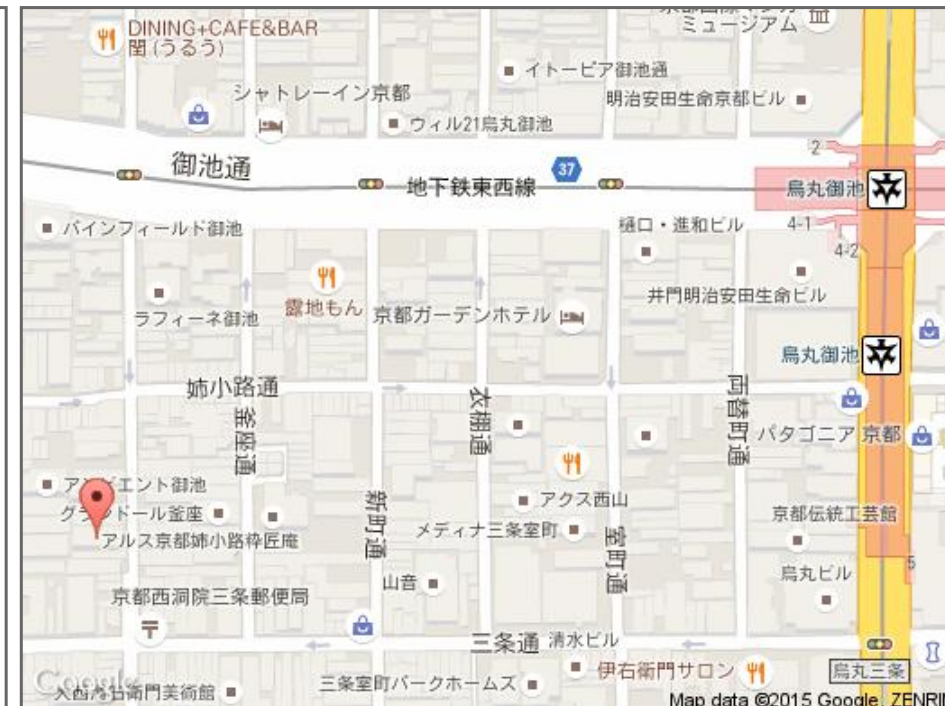 DINING+CAFE&BAR
閏 (うるう)
ミュージアム
イトーピア御池通
シャトレーイン京都
明治安田生命京都ビル
ウィル21烏丸御池
2
御池通
37
地下鉄東西線
烏丸御池
パインフィールド御池
樋口・進和ビル
4-1
4-2
ラフィーネ御池
露地もん
京都ガーデンホテル
井門明治安田生命ビル
烏丸御池
姉小路通
釜座通
衣棚通
両替町通
パタゴニア 京都
新町通
アクス西山
グランドール釜座
メディナ三条室町
室町通
京都伝統工芸館
アルス京都姉小路枠匠庵
5
山音
烏丸ビル
京都西洞院三条郵便局
三条通
清水ビル
伊右衛門サロン
烏丸三条
Google
三条室町パークホームズ
Map data ©2015 Google, ZENRIN